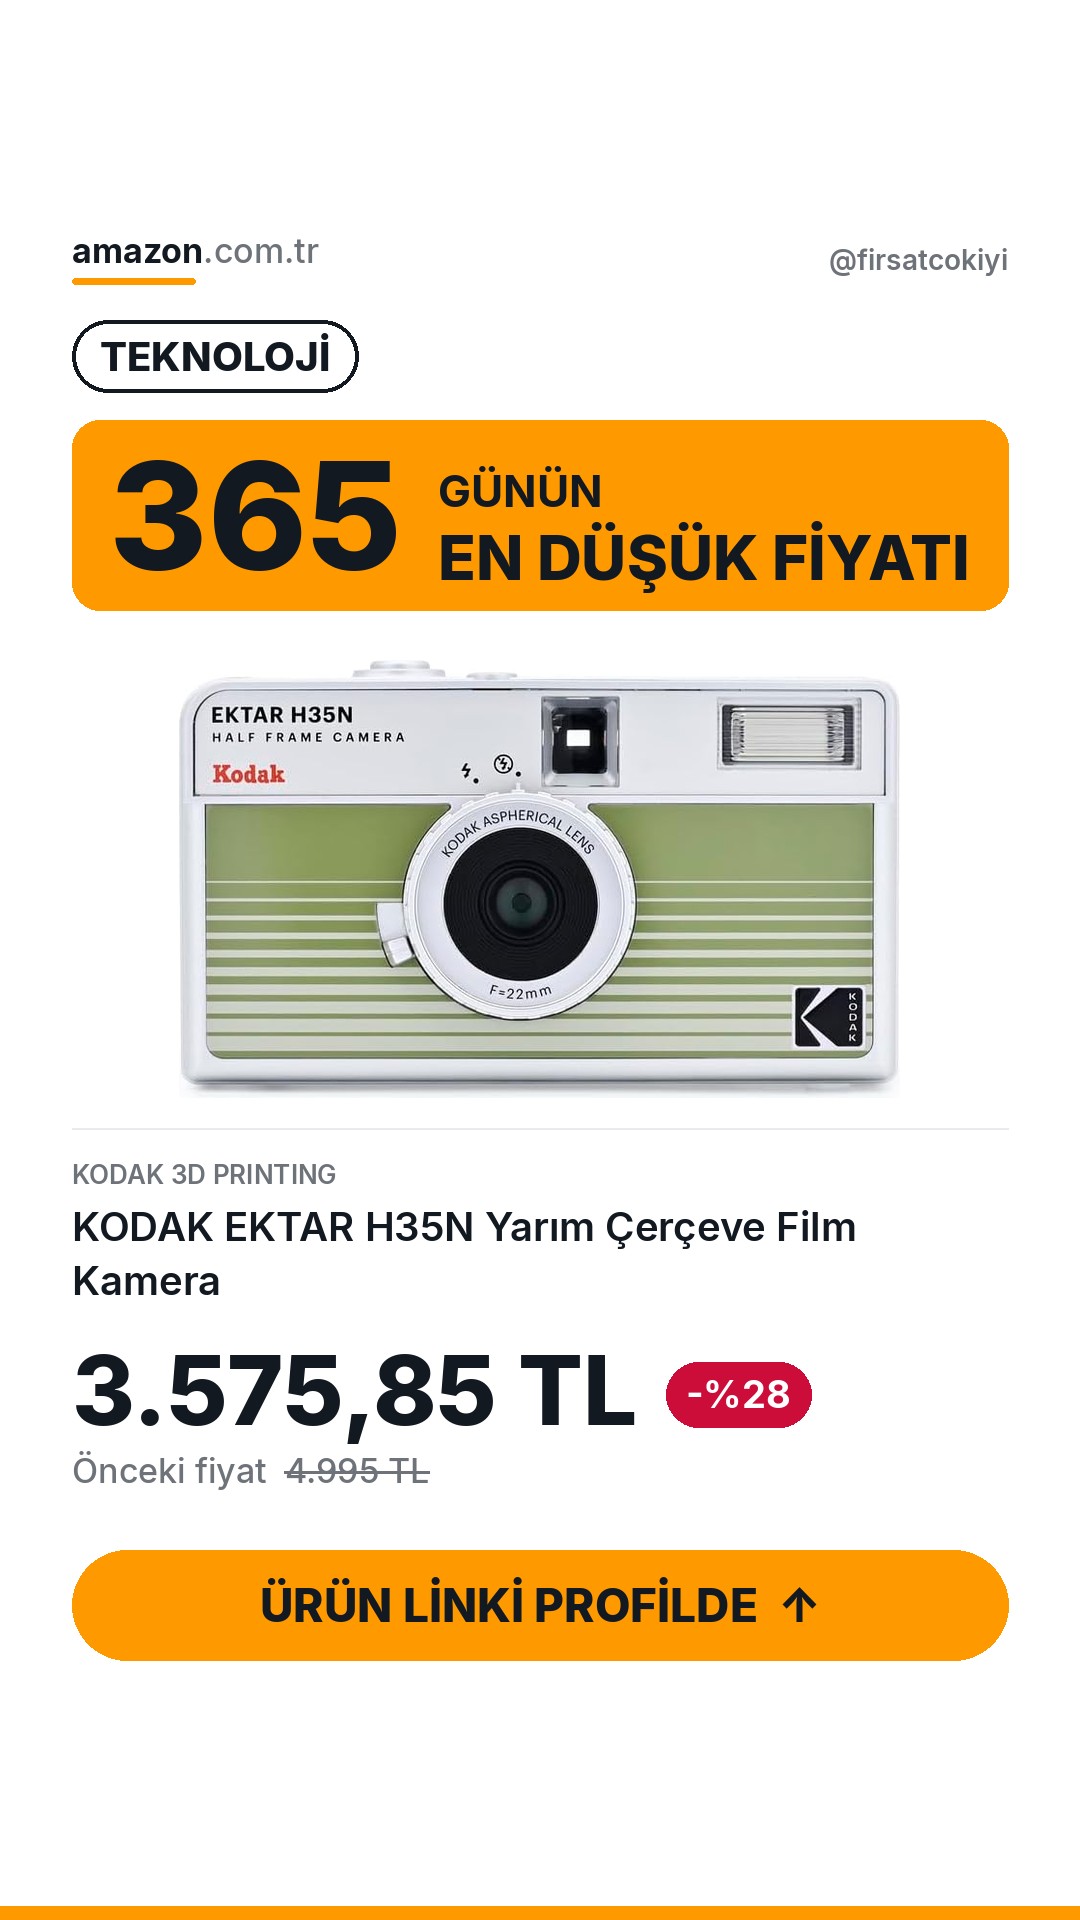 amazon.com.tr
@firsatcokiyi
TEKNOLOJİ
365
GÜNÜN
EN DÜŞÜK FİYATI
EKTAR H35N
HALF FRAME CAMERA
Kodak
KODAK ASPHERICAL LENS
F=22mm
KODAK
KODAK 3D PRINTING
KODAK EKTAR H35N Yarım Çerçeve Film
Kamera
3.575,85 TL
-%28
Önceki fiyat 4.995 TL
ÜRÜN LİNKİ PROFİLDE ↑